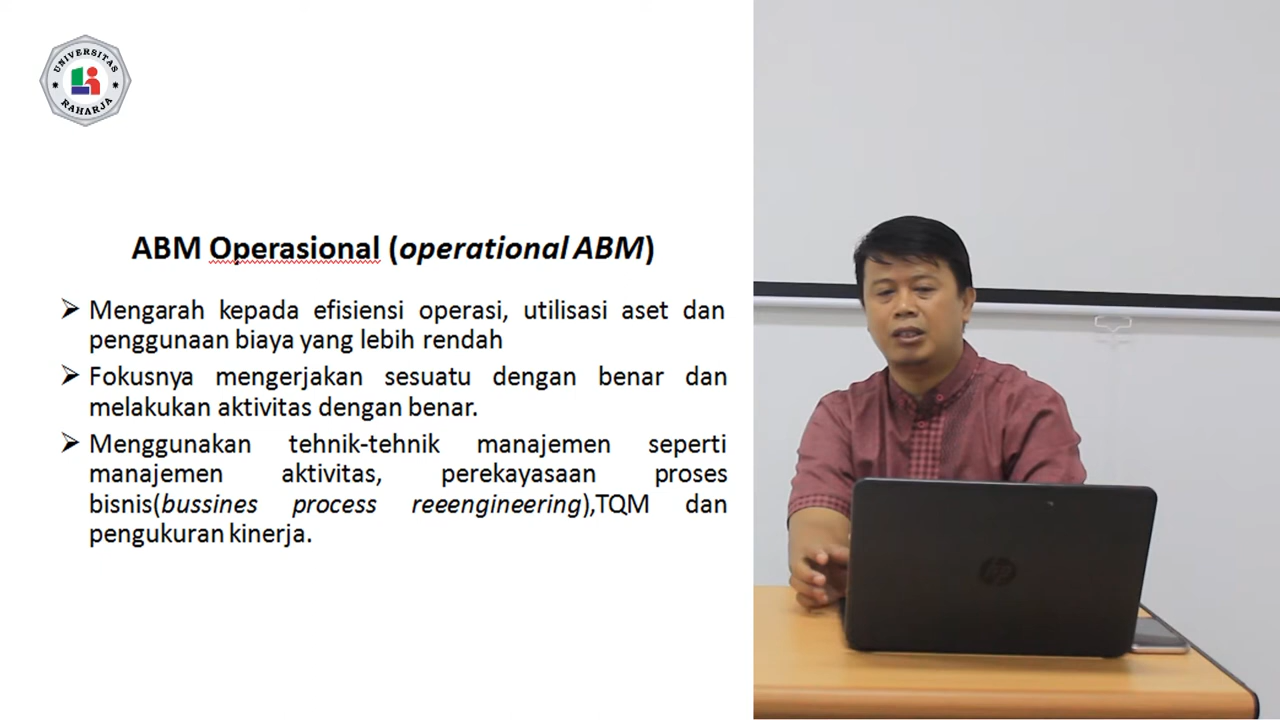 UNIVERSITAS
RAHARJA
ABM Operasional (operational ABM)
Mengarah kepada efisiensi operasi, utilisasi aset dan
penggunaan biaya yang lebih rendah
Fokusnya mengerjakan sesuatu dengan benar dan
melakukan aktivitas dengan benar.
Menggunakan tehnik-tehnik manajemen seperti
manajemen aktivitas, perekayasaan proses
bisnis(bussines process reeengineering),TQM dan
pengukuran kinerja.
hp